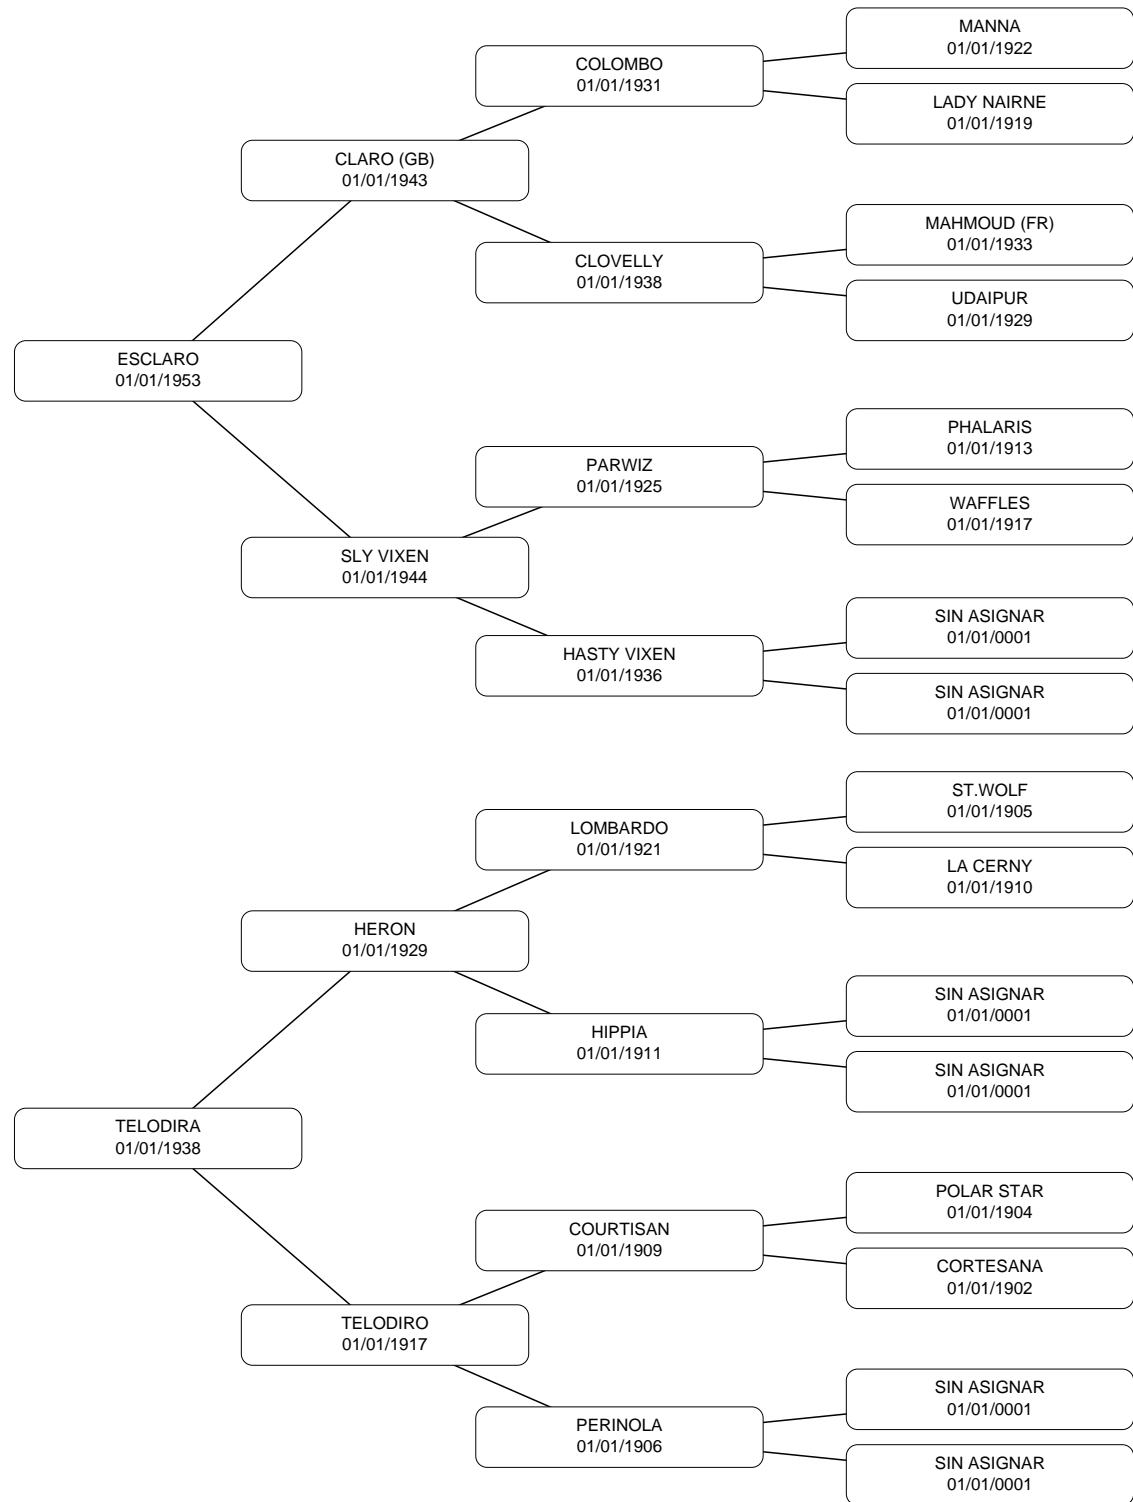 MANNA
01/01/1922
COLOMBO
01/01/1931
LADY NAIRNE
01/01/1919
CLARO (GB)
01/01/1943
MAHMOUD (FR)
01/01/1933
CLOVELLY
01/01/1938
UDAIPUR
01/01/1929
ESCLARO
01/01/1953
PHALARIS
01/01/1913
PARWIZ
01/01/1925
WAFFLES
01/01/1917
SLY VIXEN
01/01/1944
SIN ASIGNAR
01/01/0001
HASTY VIXEN
01/01/1936
SIN ASIGNAR
01/01/0001
ST.WOLF
01/01/1905
LOMBARDO
01/01/1921
LA CERNY
01/01/1910
HERON
01/01/1929
SIN ASIGNAR
01/01/0001
HIPPIA
01/01/1911
SIN ASIGNAR
01/01/0001
TELODIRA
01/01/1938
POLAR STAR
01/01/1904
COURTISAN
01/01/1909
CORTESANA
01/01/1902
TELODIRO
01/01/1917
SIN ASIGNAR
01/01/0001
PERINOLA
01/01/1906
SIN ASIGNAR
01/01/0001